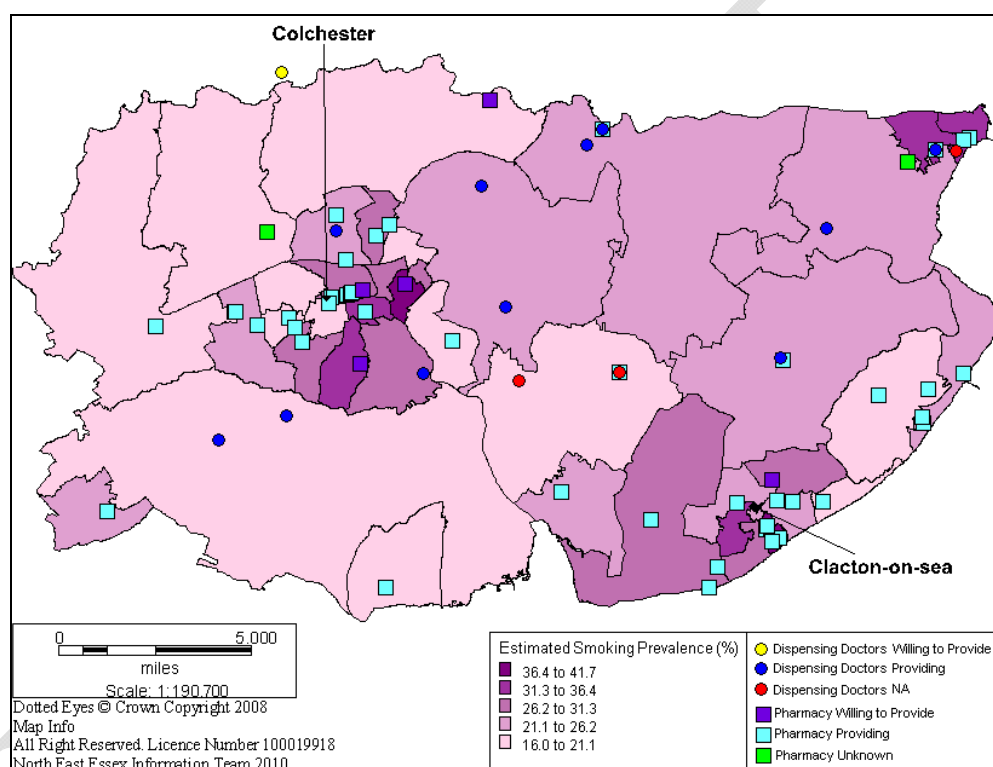 Colchester
Clacton-on-sea
0 5,000
miles
Scale: 1:190,700
Dotted Eyes © Crown Copyright 2008
Map Info
All Right Reserved. Licence Number 100019918
North East Essex Information Team 2010
Estimated Smoking Prevalence (%)
36.4 to 41.7
31.3 to 36.4
26.2 to 31.3
21.1 to 26.2
16.0 to 21.1
Dispensing Doctors Willing to Provide
Dispensing Doctors Providing
Dispensing Doctors NA
Pharmacy Willing to Provide
Pharmacy Providing
Pharmacy Unknown